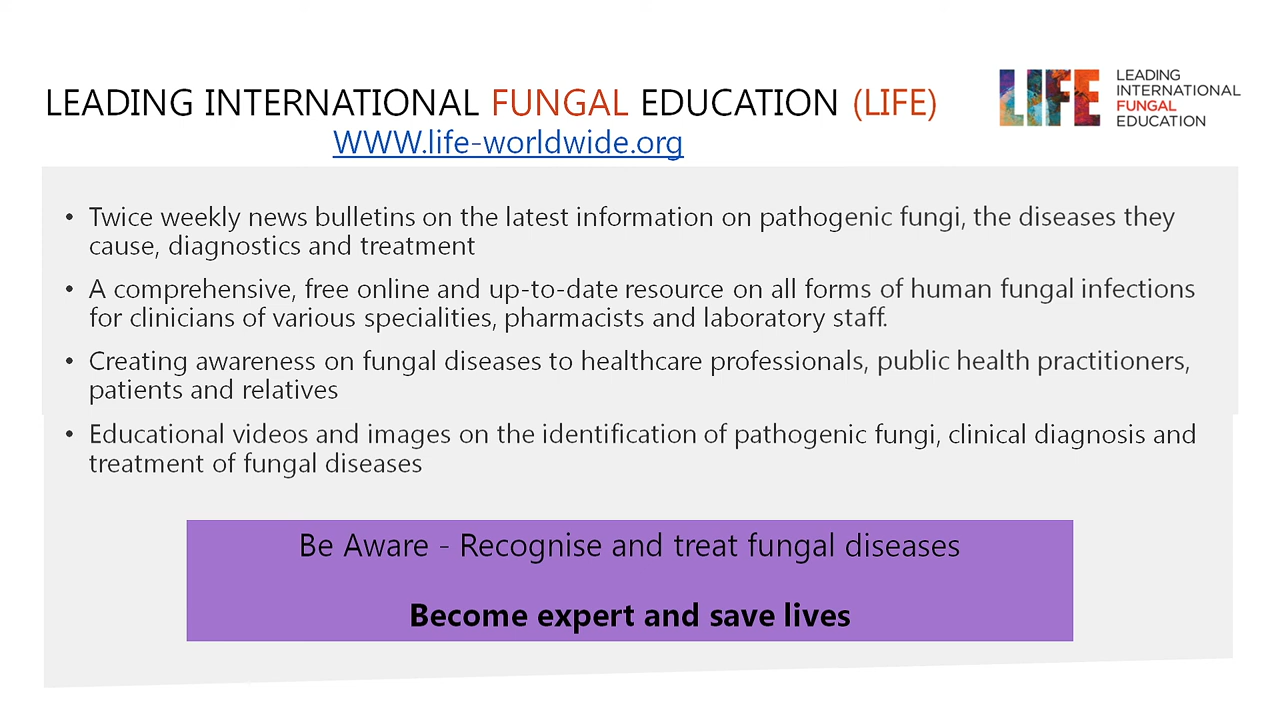 LEADING INTERNATIONAL FUNGAL EDUCATION (LIFE)
WWW.life-worldwide.org
LIFE
LEADING
INTERNATIONAL
FUNGAL
EDUCATION
• Twice weekly news bulletins on the latest information on pathogenic fungi, the diseases they
cause, diagnostics and treatment
• A comprehensive, free online and up-to-date resource on all forms of human fungal infections
for clinicians of various specialities, pharmacists and laboratory staff.
• Creating awareness on fungal diseases to healthcare professionals, public health practitioners,
patients and relatives
• Educational videos and images on the identification of pathogenic fungi, clinical diagnosis and
treatment of fungal diseases
Be Aware - Recognise and treat fungal diseases
Become expert and save lives